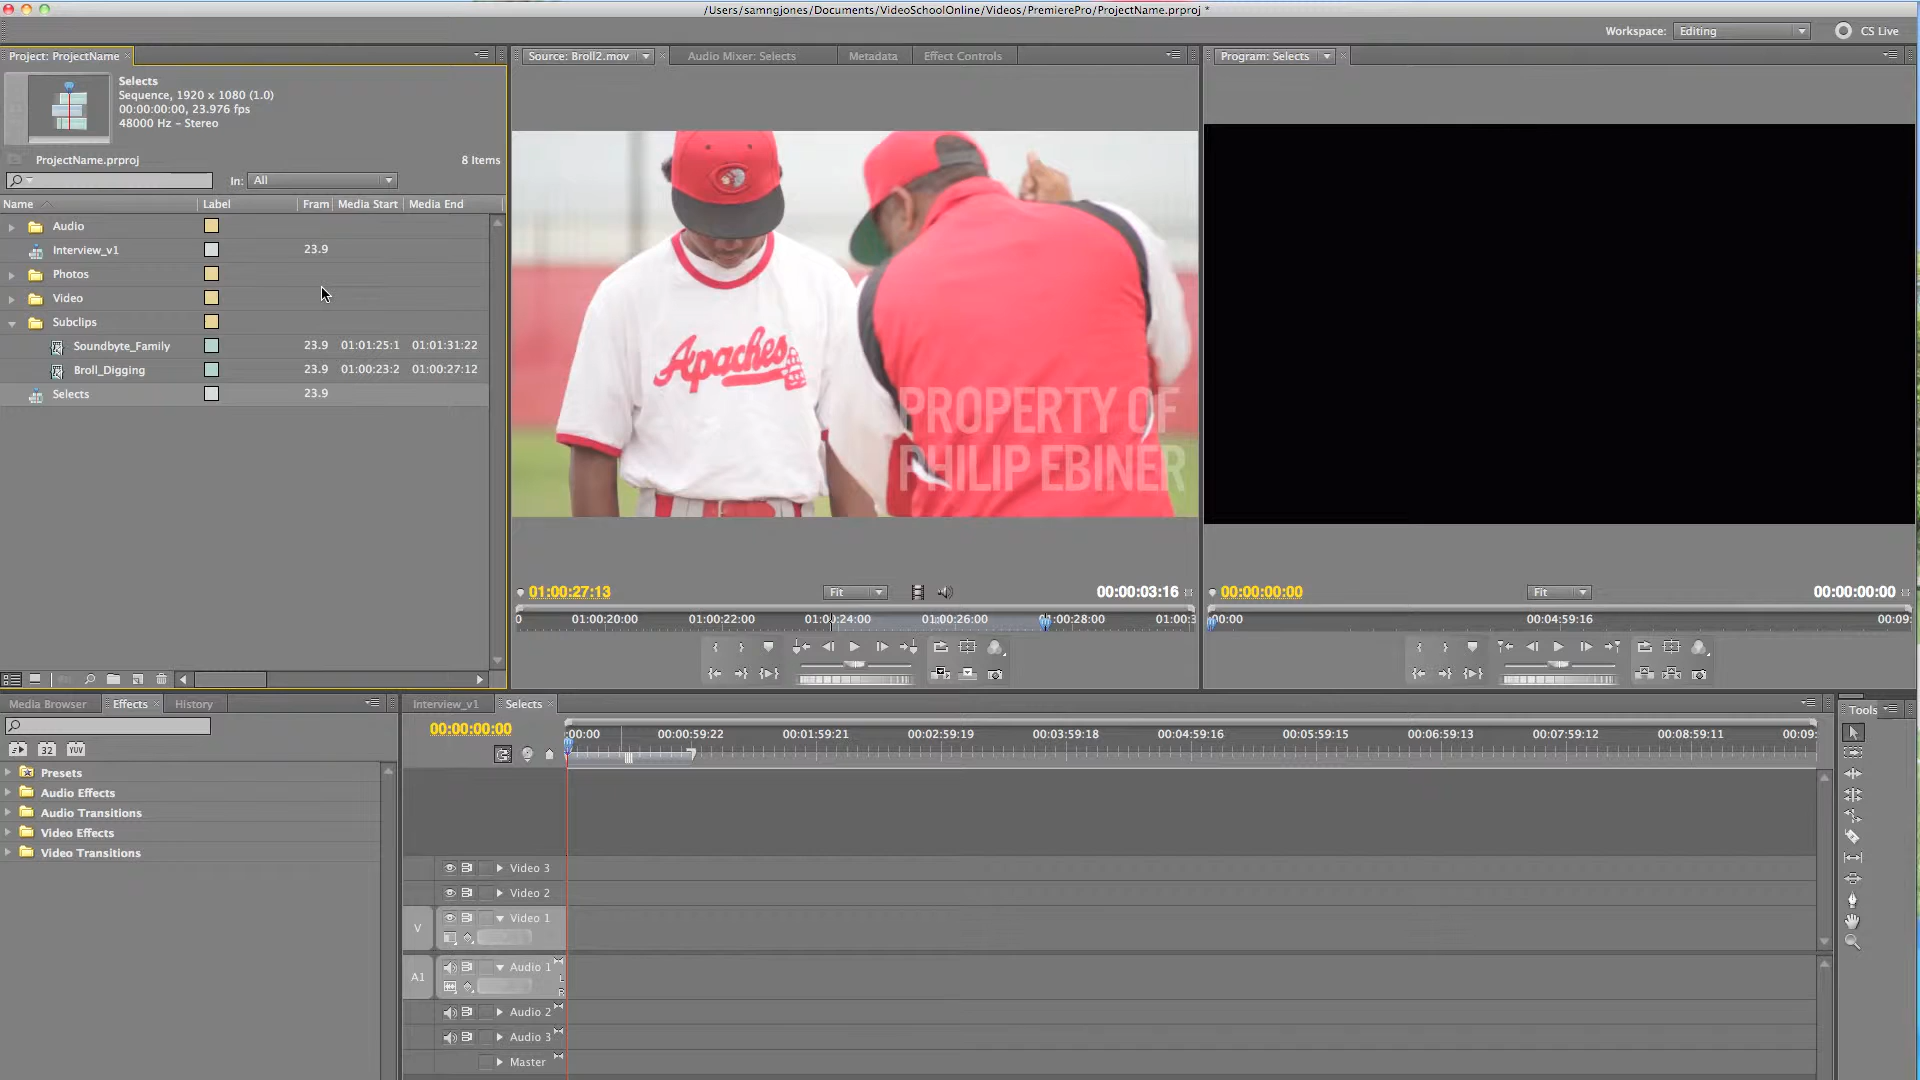 /Users/samngjones/Documents/VideoSchoolOnline/Videos/PremierePro/ProjectName.prproj *
Workspace: Editing CS Live
Project: ProjectName
Selects
Sequence, 1920 x 1080 (1.0)
00:00:00:00, 23.976 fps
48000 Hz - Stereo
ProjectName.prproj 8 Items
In: All
Name Label Fram Media Start Media End
Audio
Interview_v1 23.9
Photos
Video
Subclips
Soundbyte_Family 23.9 01:01:25:1 01:01:31:22
Broll_Digging 23.9 01:00:23:2 01:00:27:12
Selects 23.9
Source: Broll2.mov Audio Mixer: Selects Metadata Effect Controls
Apaches
PROPERTY OF
PHILIP EBINER
01:00:27:13 Fit 00:00:03:16
0 01:00:20:00 01:00:22:00 01:00:24:00 01:00:26:00 :00:28:00 01:00:3
Program: Selects
00:00:00:00 Fit 00:00:00:00
00:00 00:04:59:16 00:09:
Media Browser Effects History
32 YUV
Presets
Audio Effects
Audio Transitions
Video Effects
Video Transitions
Interview_v1 Selects
00:00:00:00
:00:00 00:00:59:22 00:01:59:21 00:02:59:19 00:03:59:18 00:04:59:16 00:05:59:15 00:06:59:13 00:07:59:12 00:08:59:11 00:09:
Video 3
Video 2
V Video 1
A1 Audio 1
L
R
Audio 2
Audio 3
Master
Tools